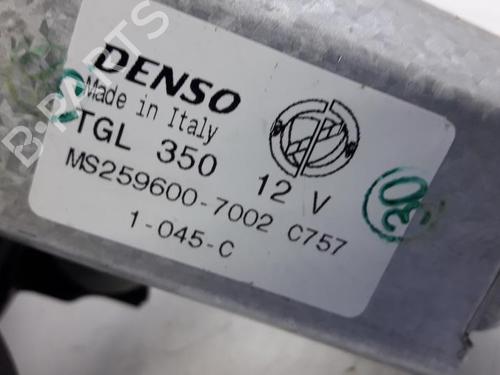 B-PARTS
DENSO
Made in Italy
TGL 350
12 V
MS259600-7002 C757
1-045-C
30